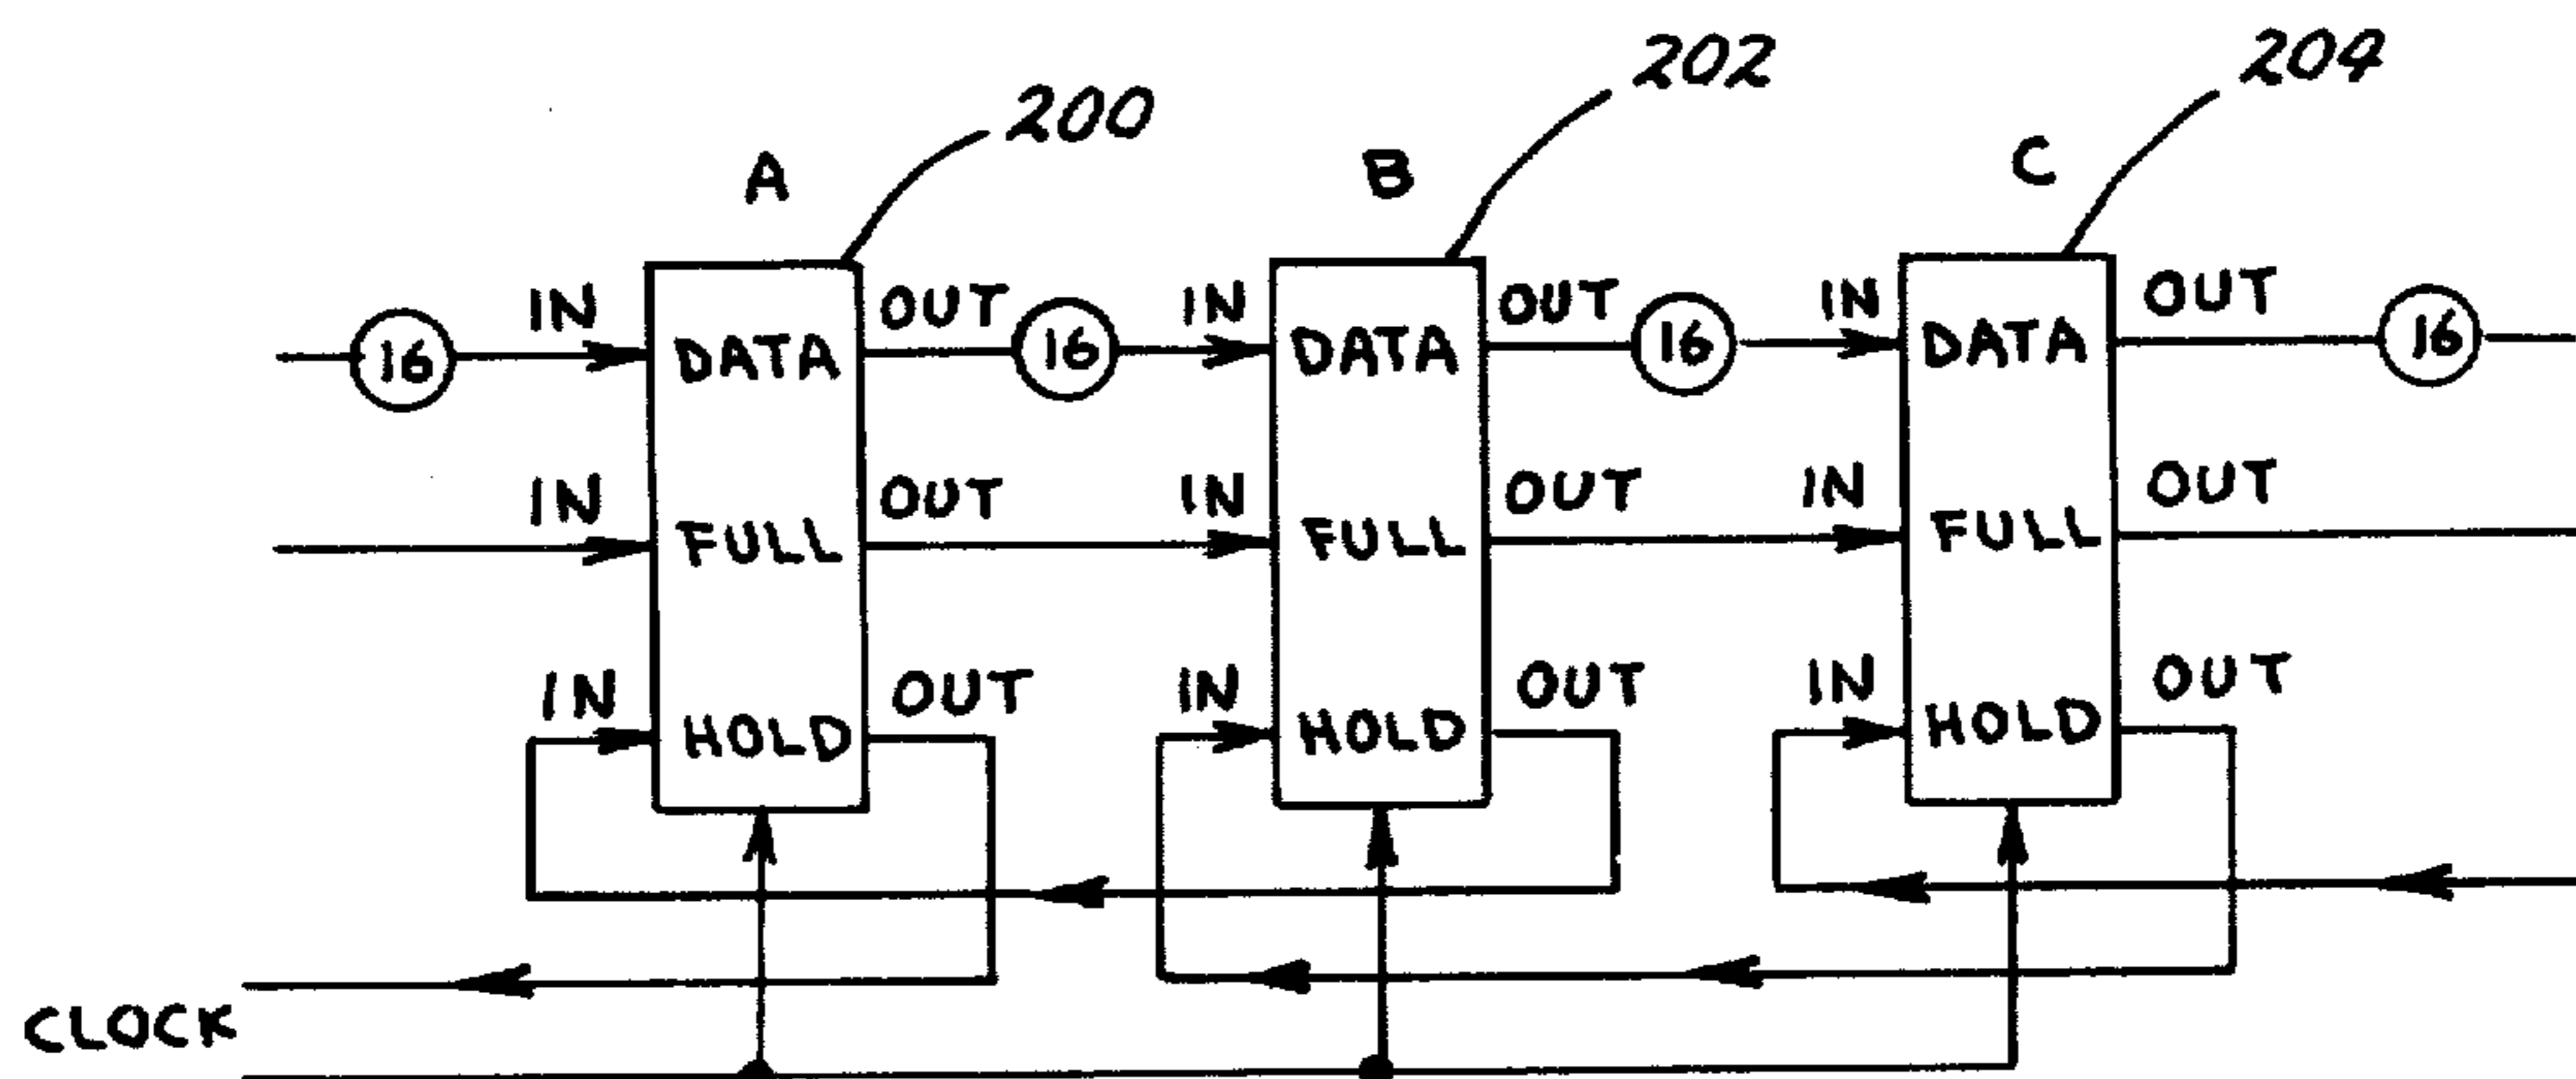 202
204
200
A
B
C
IN OUT IN OUT IN OUT
16 DATA 16 DATA 16 DATA 16
IN OUT IN OUT IN OUT
FULL FULL FULL
IN OUT IN OUT IN OUT
HOLD HOLD HOLD
CLOCK